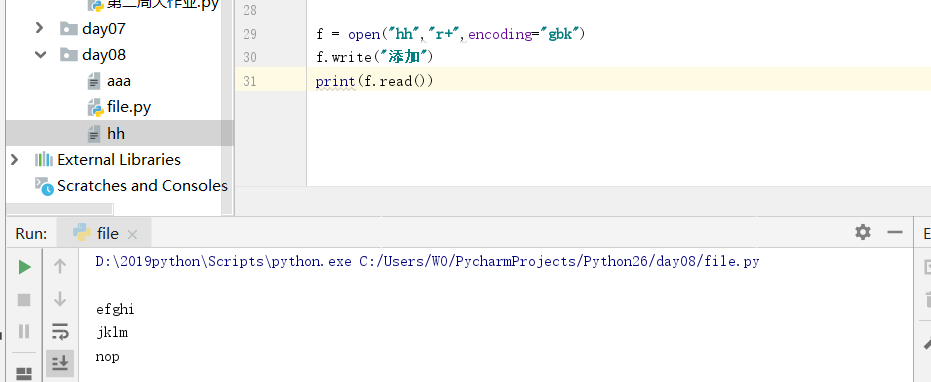 第二周大作业.py
day07
day08
aaa
file.py
hh
External Libraries
Scratches and Consoles
28
29 f = open("hh","r+",encoding="gbk")
30 f.write("添加")
31 print(f.read())
Run: file
D:\2019python\Scripts\python.exe C:/Users/W0/PycharmProjects/Python26/day08/file.py
efghi
jklm
nop